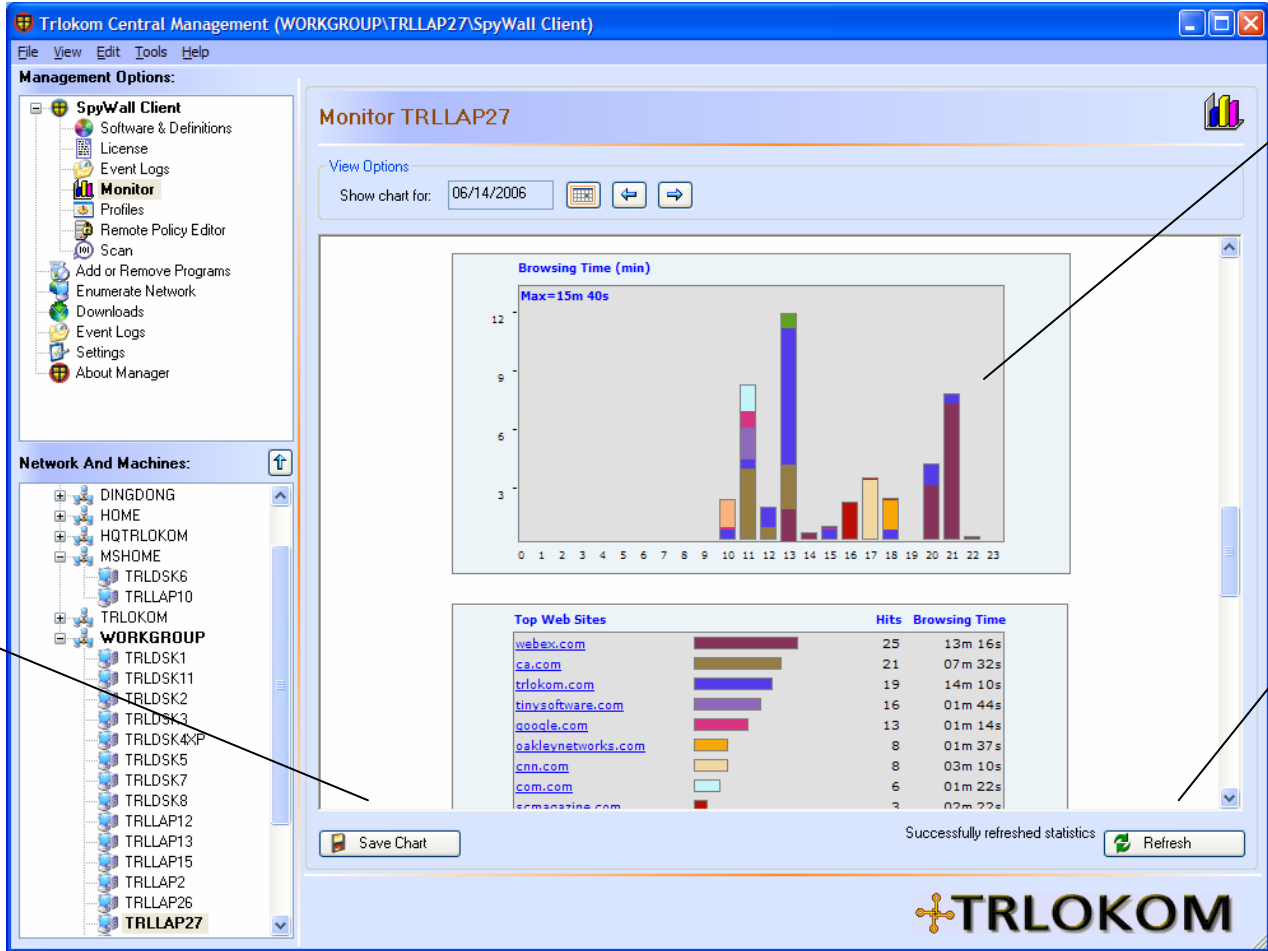 Trlokom Central Management (WORKGROUP\TRLLAP27\SpyWall Client)
File View Edit Tools Help
Management Options:
SpyWall Client
Software & Definitions
License
Event Logs
Monitor
Profiles
Remote Policy Editor
Scan
Add or Remove Programs
Enumerate Network
Downloads
Event Logs
Settings
About Manager
Network And Machines:
DINGDONG
HOME
HQTRLOKOM
MSHOME
TRLDSK6
TRLLAP10
TRLOKOM
WORKGROUP
TRLDSK1
TRLDSK11
TRLDSK2
TRLDSK3
TRLDSK4XP
TRLDSK5
TRLDSK7
TRLDSK8
TRLLAP12
TRLLAP13
TRLLAP15
TRLLAP2
TRLLAP26
TRLLAP27
Monitor TRLLAP27
View Options
Show chart for: 06/14/2006
Browsing Time (min)
Max=15m 40s
12
9
6
3
0 1 2 3 4 5 6 7 8 9 10 11 12 13 14 15 16 17 18 19 20 21 22 23
Top Web Sites Hits Browsing Time
webex.com 25 13m 16s
ca.com 21 07m 32s
trlokom.com 19 14m 10s
tinysoftware.com 16 01m 44s
google.com 13 01m 14s
oakleynetworks.com 8 01m 37s
cnn.com 8 03m 10s
com.com 6 01m 22s
scmagazine.com 3 02m 22s
Save Chart
Successfully refreshed statistics Refresh
TRLOKOM